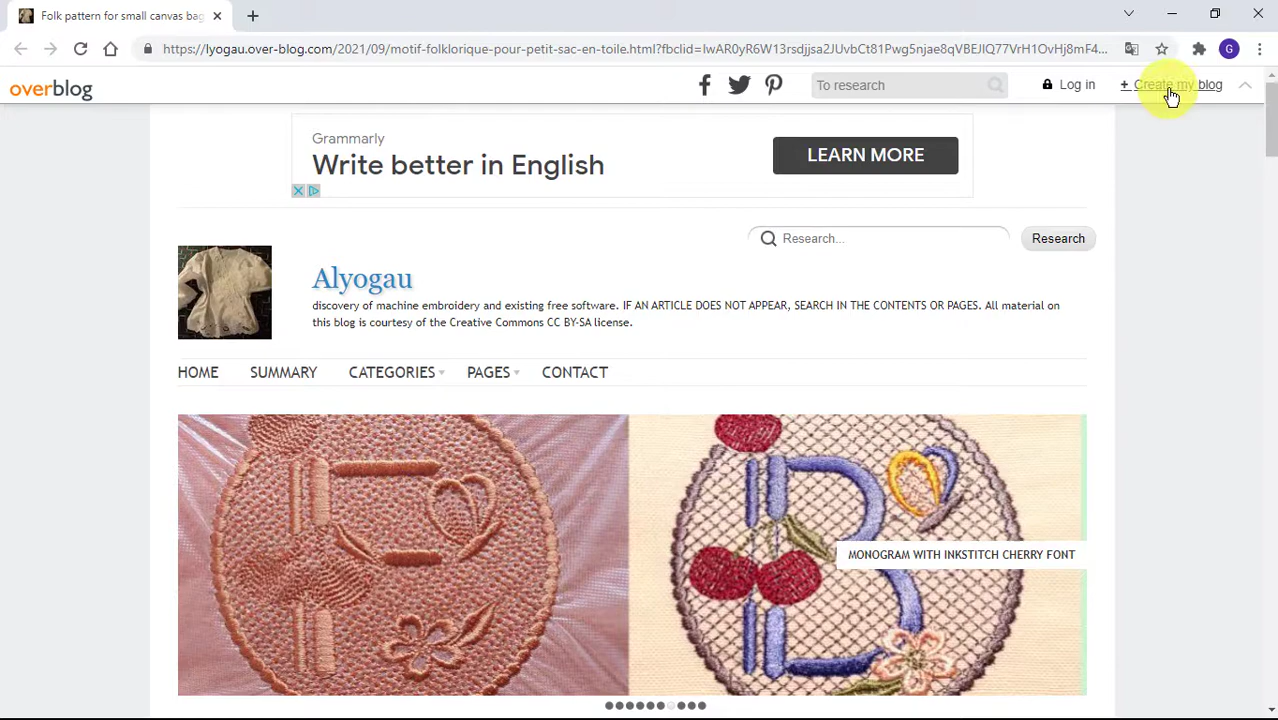 Folk pattern for small canvas bag
https://lyogau.over-blog.com/2021/09/motif-folklorique-pour-petit-sac-en-toile.html?fbclid=IwAR0yR6W13rsdjjsa2JUvbCt81Pwg5njae8qVBEJIQ77VrH1OvHj8mF4...
G
overblog
To research
Log in
+ Create my blog
Grammarly
Write better in English
LEARN MORE
Research...
Research
Alyogau
discovery of machine embroidery and existing free software. IF AN ARTICLE DOES NOT APPEAR, SEARCH IN THE CONTENTS OR PAGES. All material on
this blog is courtesy of the Creative Commons CC BY-SA license.
HOME
SUMMARY
CATEGORIES
PAGES
CONTACT
MONOGRAM WITH INKSTITCH CHERRY FONT